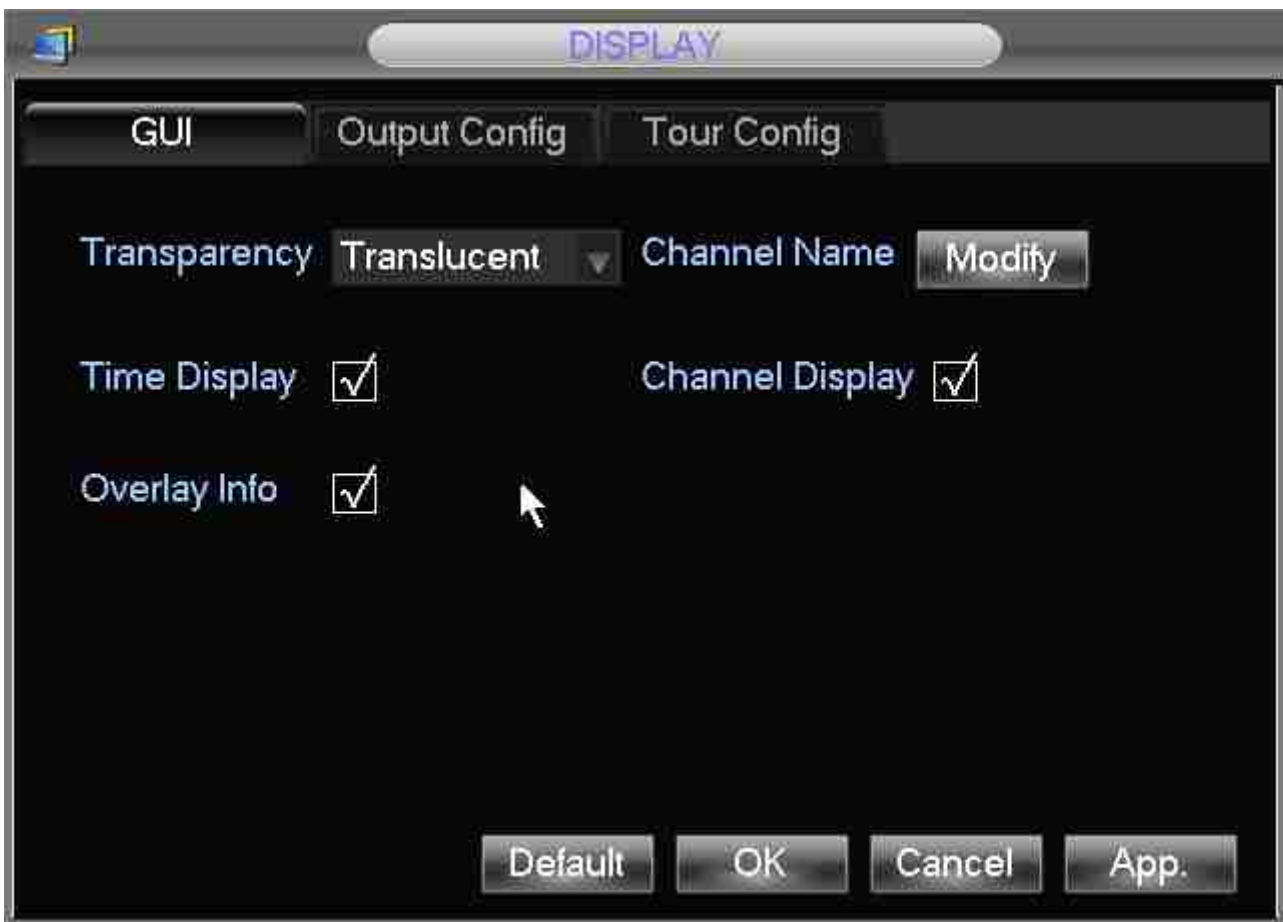 DISPLAY
GUI Output Config Tour Config
Transparency Translucent Channel Name Modify
Time Display Channel Display
Overlay Info
Default OK Cancel App.